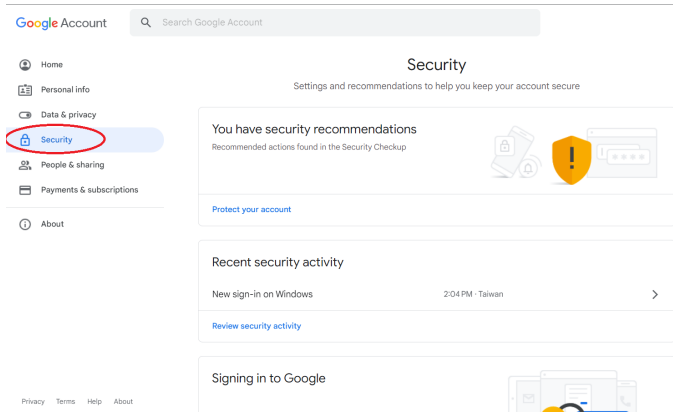 Google Account
Search Google Account
Home
Personal info
Data & privacy
Security
People & sharing
Payments & subscriptions
About
Privacy Terms Help About
Security
Settings and recommendations to help you keep your account secure
You have security recommendations
Recommended actions found in the Security Checkup
Protect your account
Recent security activity
New sign-in on Windows 2:04 PM · Taiwan
Review security activity
Signing in to Google